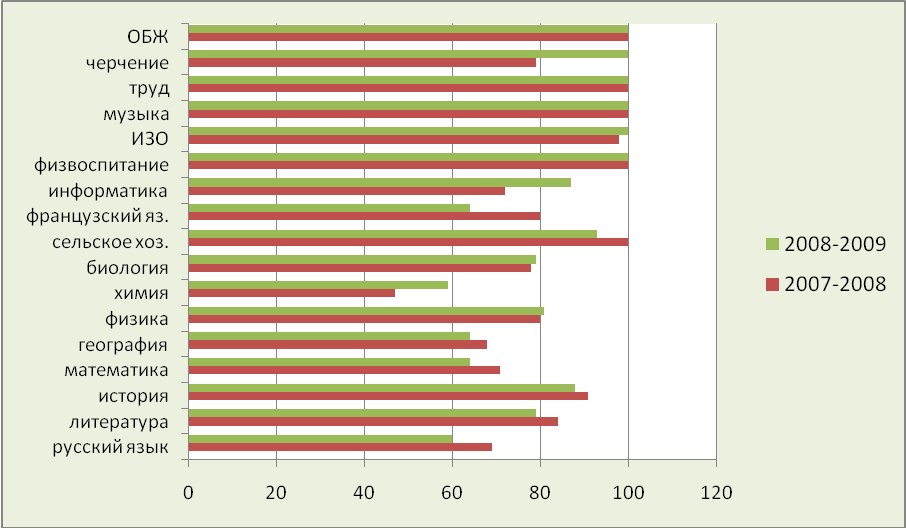 ОБЖ
черчение
труд
музыка
ИЗО
физвоспитание
информатика
французский яз.
сельское хоз.
биология
химия
физика
география
математика
история
литература
русский язык
0 20 40 60 80 100 120
2008-2009
2007-2008